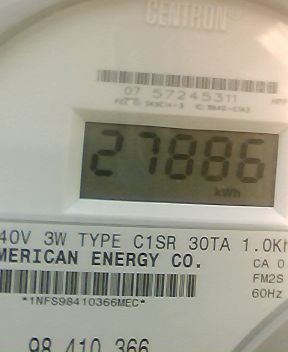 CENTRON
07 57245311
27886
kWh
40V 3W TYPE C1SR 30TA 1.0Kh
MERICAN ENERGY CO.
CA 0
FM2S
60Hz
*1NFS98410366MEC*
98 410 366